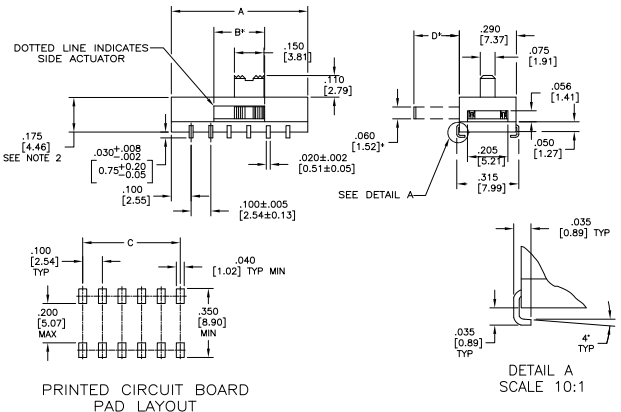 A
B*
.150
[3.81]
DOTTED LINE INDICATES
SIDE ACTUATOR
.110
[2.79]
.175
[4.46]
SEE NOTE 2
.030+.008
-.002
[0.75+0.20
-0.05]
.020±.002
[0.51±0.05]
.100
[2.55]
.100±.005
[2.54±0.13]
D*
.290
[7.37]
.075
[1.91]
.056
[1.41]
.060
[1.52]*
.050
[1.27]
.205
[5.21]
.315
[7.99]
SEE DETAIL A
C
.100
[2.54]
TYP
.040
[1.02] TYP MIN
.200
[5.07]
MAX
.350
[8.90]
MIN
PRINTED CIRCUIT BOARD
PAD LAYOUT
.035
[0.89] TYP
.035
[0.89]
TYP
4°
TYP
DETAIL A
SCALE 10:1